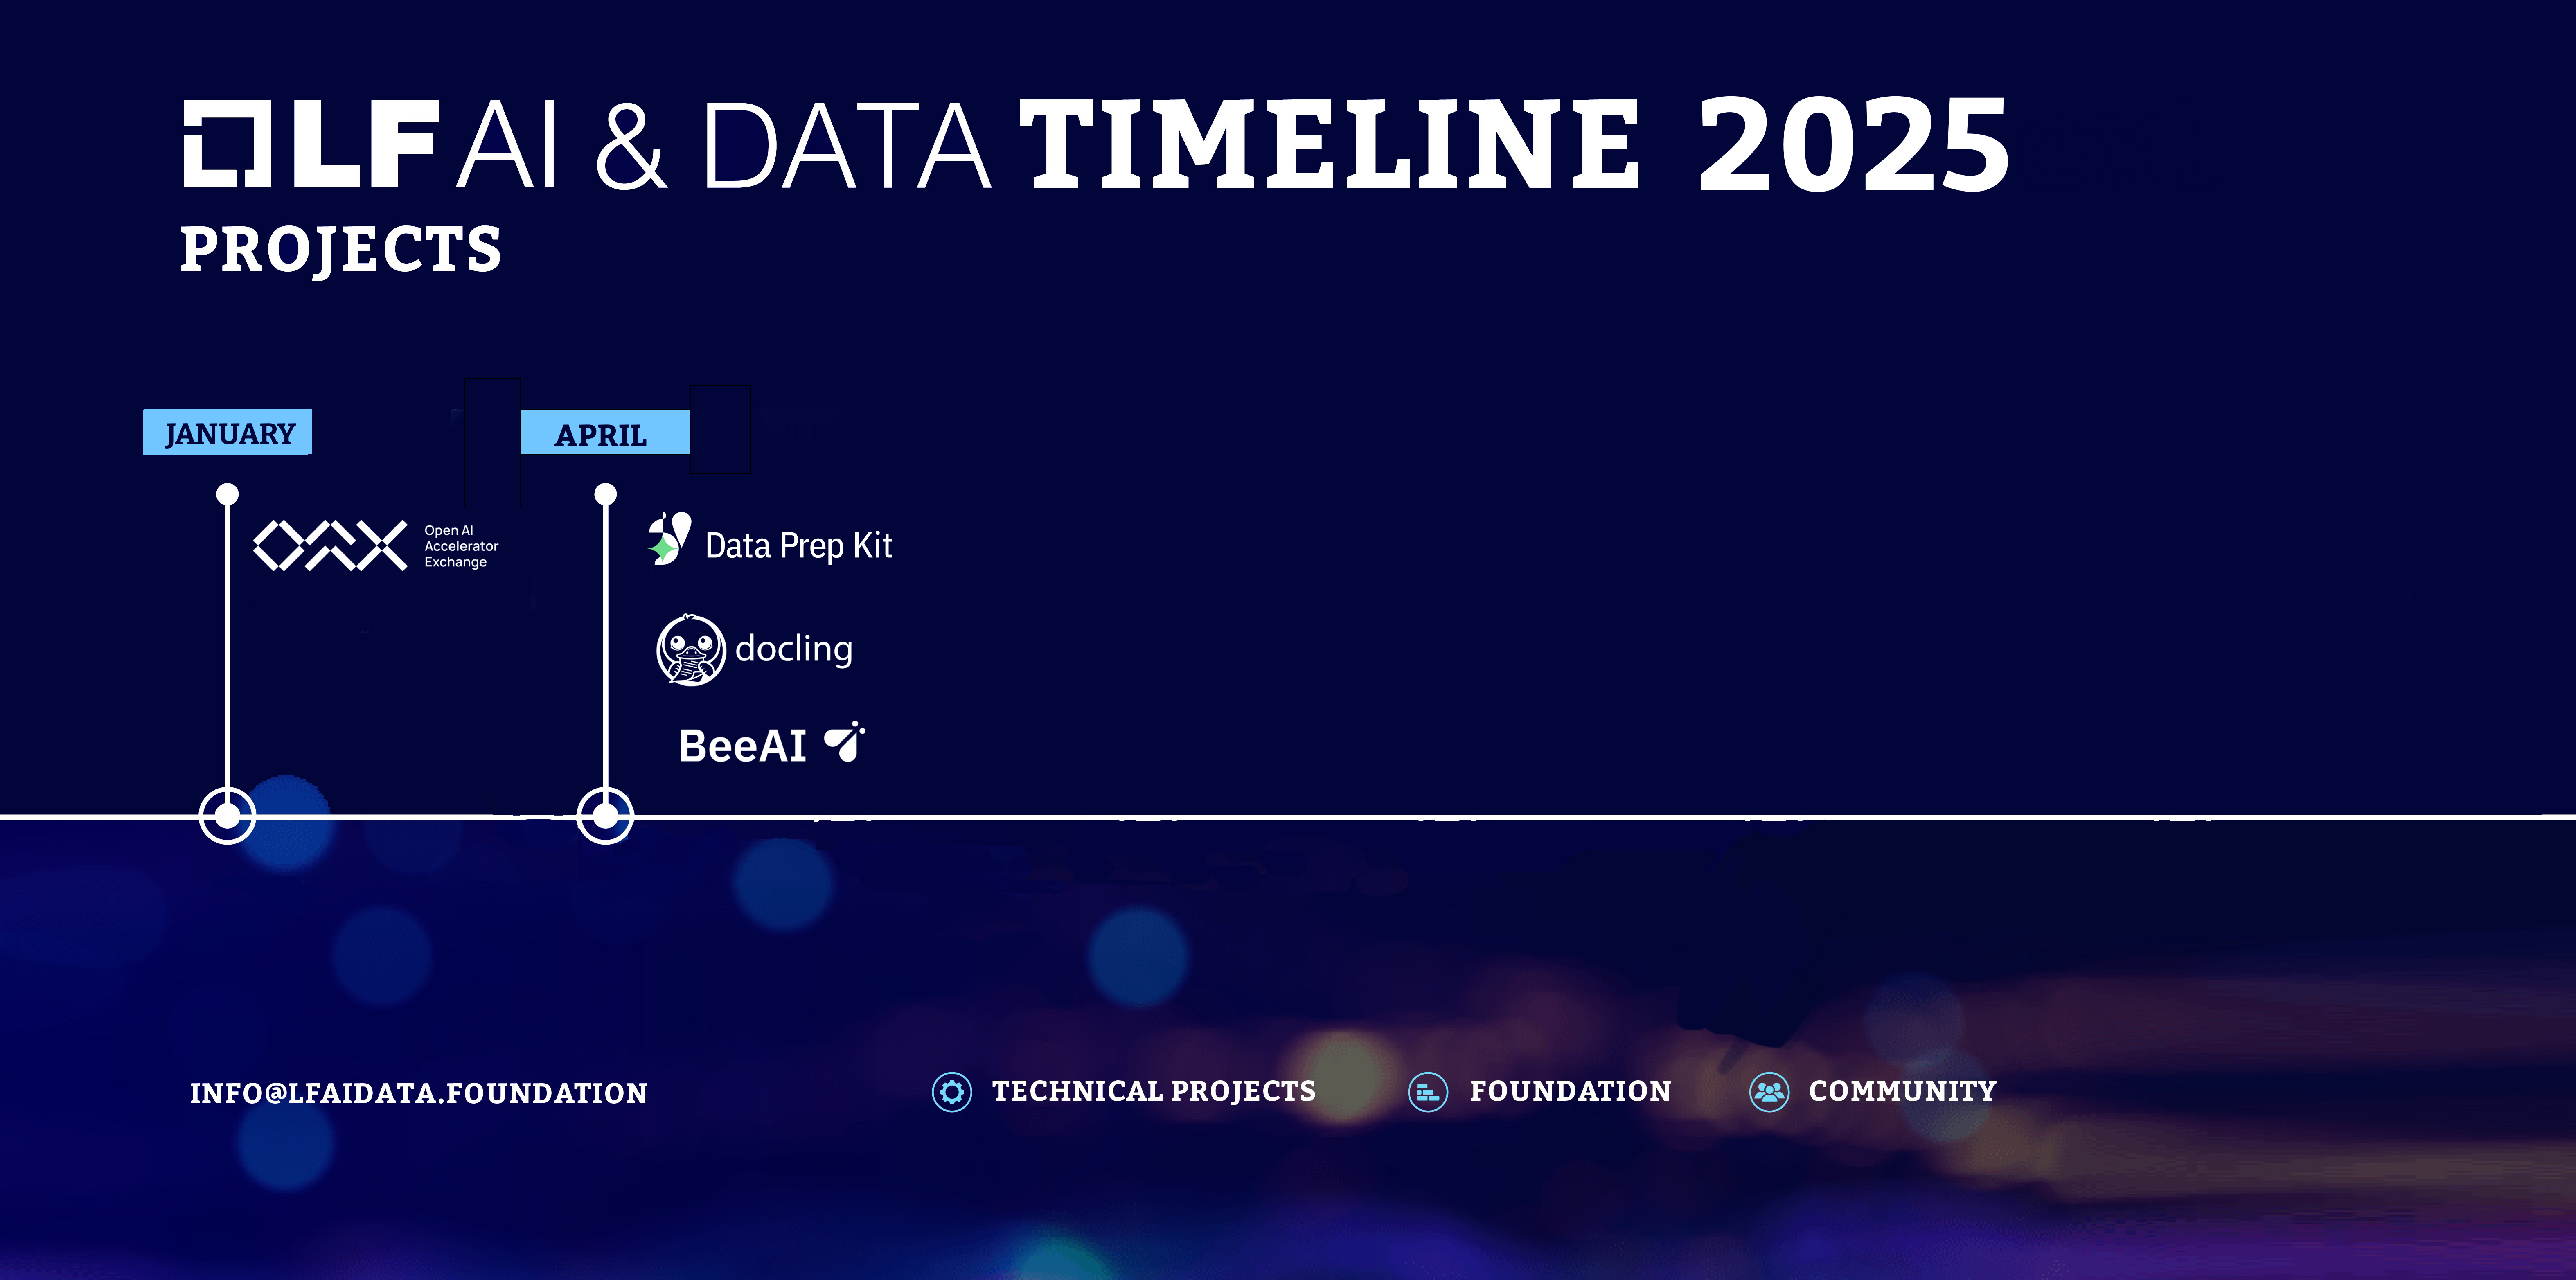 LF AI & DATA TIMELINE 2025
PROJECTS
JANUARY
APRIL
OAX
Open AI
Accelerator
Exchange
Data Prep Kit
docling
BeeAI
INFO@LFAIDATA.FOUNDATION
TECHNICAL PROJECTS
FOUNDATION
COMMUNITY